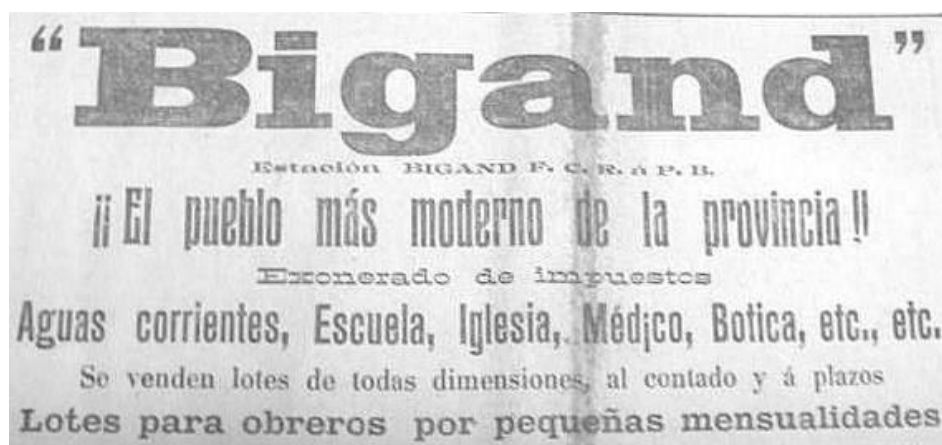 “Bigand”
Estación BIGAND F. C. R. á P. B.
¡¡El pueblo más moderno de la provincia!!
Exonerado de impuestos
Aguas corrientes, Escuela, Iglesia, Médico, Botica, etc., etc.
Se venden lotes de todas dimensiones, al contado y á plazos
Lotes para obreros por pequeñas mensualidades